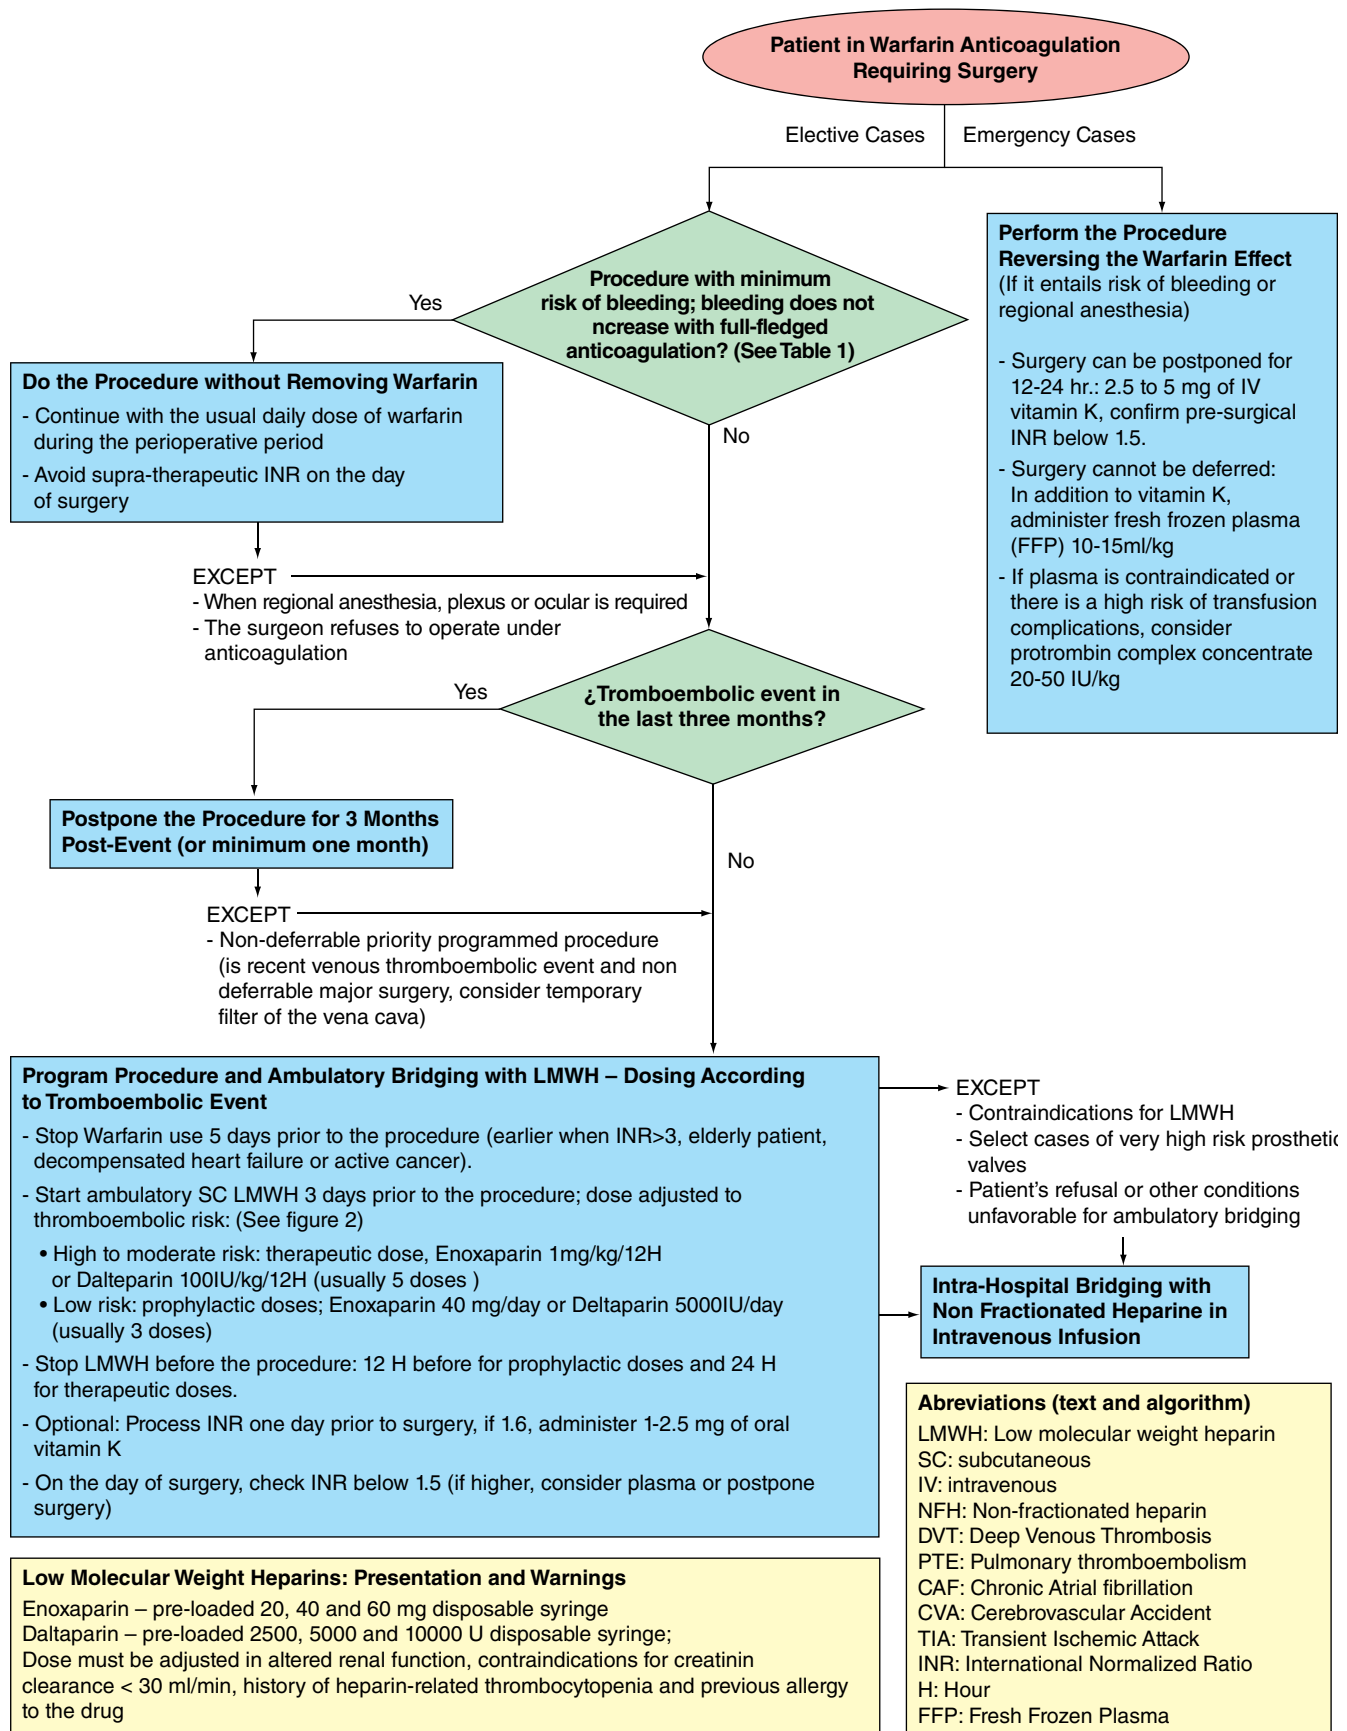 Patient in Warfarin Anticoagulation
Requiring Surgery
Elective Cases
Emergency Cases
Procedure with minimum
risk of bleeding; bleeding does not
ncrease with full-fledged
anticoagulation? (See Table 1)
Yes
No
Perform the Procedure
Reversing the Warfarin Effect
(If it entails risk of bleeding or
regional anesthesia)
- Surgery can be postponed for
12-24 hr.: 2.5 to 5 mg of IV
vitamin K, confirm pre-surgical
INR below 1.5.
- Surgery cannot be deferred:
In addition to vitamin K,
administer fresh frozen plasma
(FFP) 10-15ml/kg
- If plasma is contraindicated or
there is a high risk of transfusion
complications, consider
protrombin complex concentrate
20-50 IU/kg
Do the Procedure without Removing Warfarin
- Continue with the usual daily dose of warfarin
during the perioperative period
- Avoid supra-therapeutic INR on the day
of surgery
EXCEPT
- When regional anesthesia, plexus or ocular is required
- The surgeon refuses to operate under
anticoagulation
¿Tromboembolic event in
the last three months?
Yes
No
Postpone the Procedure for 3 Months
Post-Event (or minimum one month)
EXCEPT
- Non-deferrable priority programmed procedure
(is recent venous thromboembolic event and non
deferrable major surgery, consider temporary
filter of the vena cava)
Program Procedure and Ambulatory Bridging with LMWH – Dosing According
to Tromboembolic Event
- Stop Warfarin use 5 days prior to the procedure (earlier when INR>3, elderly patient,
decompensated heart failure or active cancer).
- Start ambulatory SC LMWH 3 days prior to the procedure; dose adjusted to
thromboembolic risk: (See figure 2)
• High to moderate risk: therapeutic dose, Enoxaparin 1mg/kg/12H
or Dalteparin 100IU/kg/12H (usually 5 doses )
• Low risk: prophylactic doses; Enoxaparin 40 mg/day or Deltaparin 5000IU/day
(usually 3 doses)
- Stop LMWH before the procedure: 12 H before for prophylactic doses and 24 H
for therapeutic doses.
- Optional: Process INR one day prior to surgery, if 1.6, administer 1-2.5 mg of oral
vitamin K
- On the day of surgery, check INR below 1.5 (if higher, consider plasma or postpone
surgery)
EXCEPT
- Contraindications for LMWH
- Select cases of very high risk prosthetic
valves
- Patient's refusal or other conditions
unfavorable for ambulatory bridging
Intra-Hospital Bridging with
Non Fractionated Heparine in
Intravenous Infusion
Low Molecular Weight Heparins: Presentation and Warnings
Enoxaparin – pre-loaded 20, 40 and 60 mg disposable syringe
Daltaparin – pre-loaded 2500, 5000 and 10000 U disposable syringe;
Dose must be adjusted in altered renal function, contraindications for creatinin
clearance < 30 ml/min, history of heparin-related thrombocytopenia and previous allergy
to the drug
Abreviations (text and algorithm)
LMWH: Low molecular weight heparin
SC: subcutaneous
IV: intravenous
NFH: Non-fractionated heparin
DVT: Deep Venous Thrombosis
PTE: Pulmonary thromboembolism
CAF: Chronic Atrial fibrillation
CVA: Cerebrovascular Accident
TIA: Transient Ischemic Attack
INR: International Normalized Ratio
H: Hour
FFP: Fresh Frozen Plasma